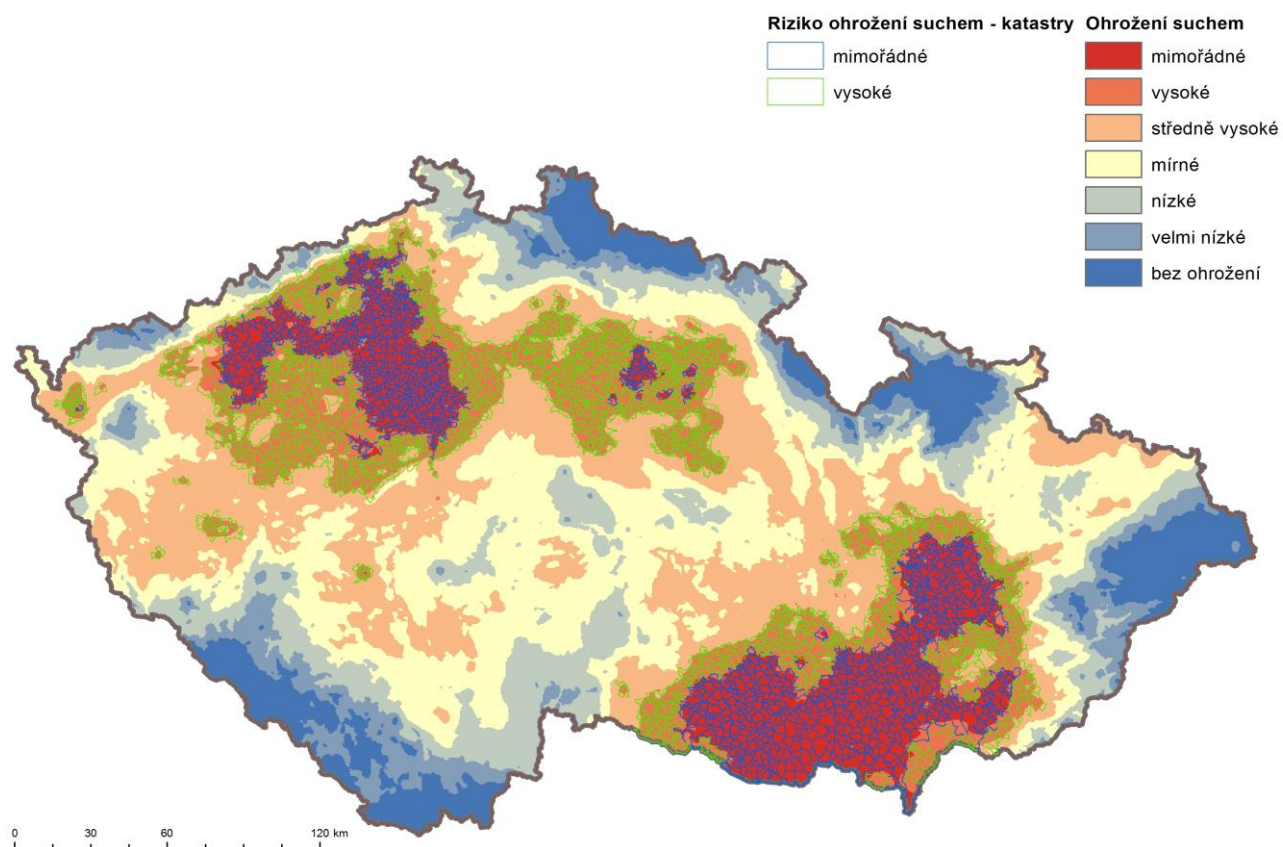 Riziko ohrožení suchem - katastry
mimořádné
vysoké
Ohrožení suchem
mimořádné
vysoké
středně vysoké
mírné
nízké
velmi nízké
bez ohrožení
0 30 60 120 km